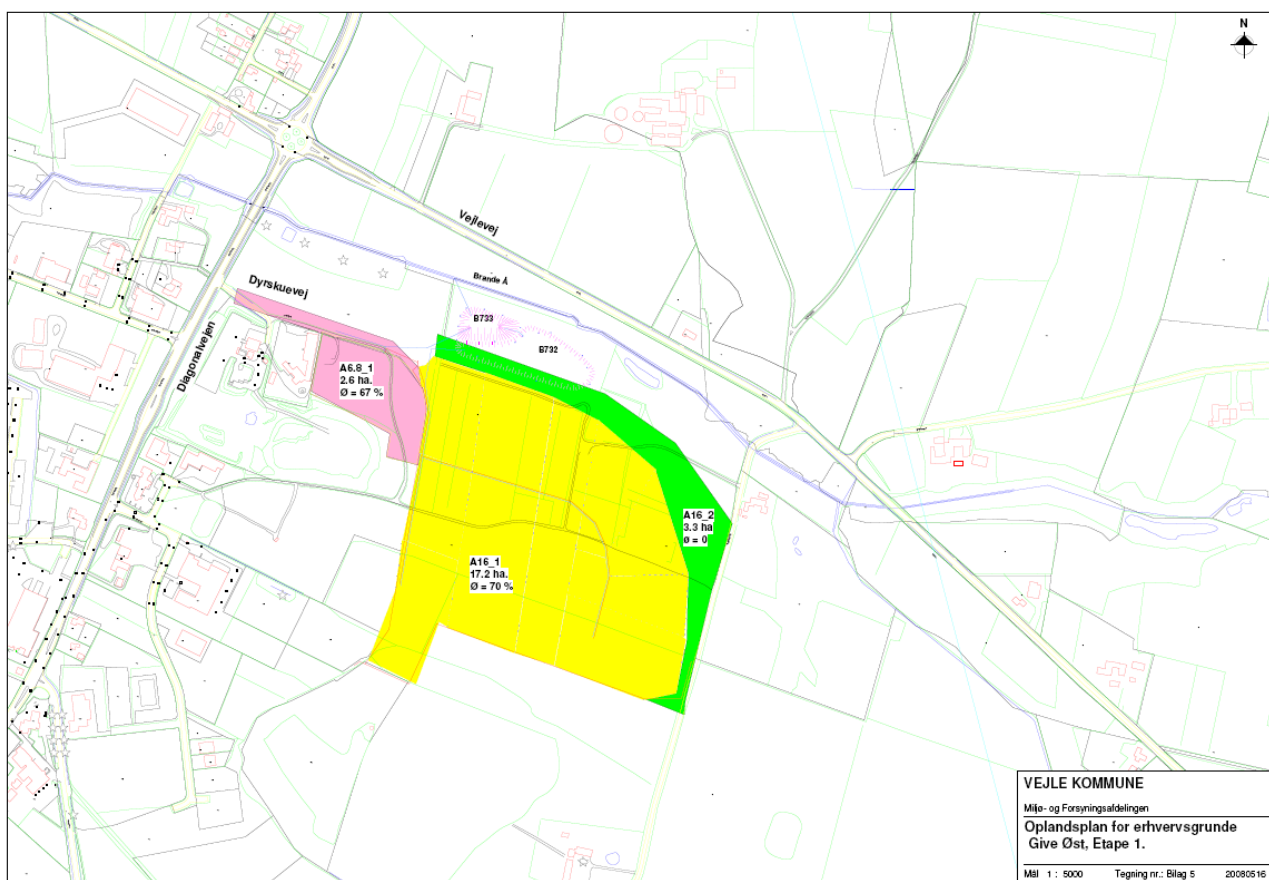 N
Vejlevej
Brande Å
Dyrskuevej
B733
B732
Diagonalvejen
A6.8_1
2.6 ha.
Ø = 67 %
A16_2
3.3 ha
ø = 0
A16_1
17.2 ha.
Ø = 70 %
VEJLE KOMMUNE
Miljø- og Forsyningsafdelingen
Oplandsplan for erhvervsgrunde
Give Øst, Etape 1.
Mål 1 : 5000 Tegning nr.: Bilag 5 20080516